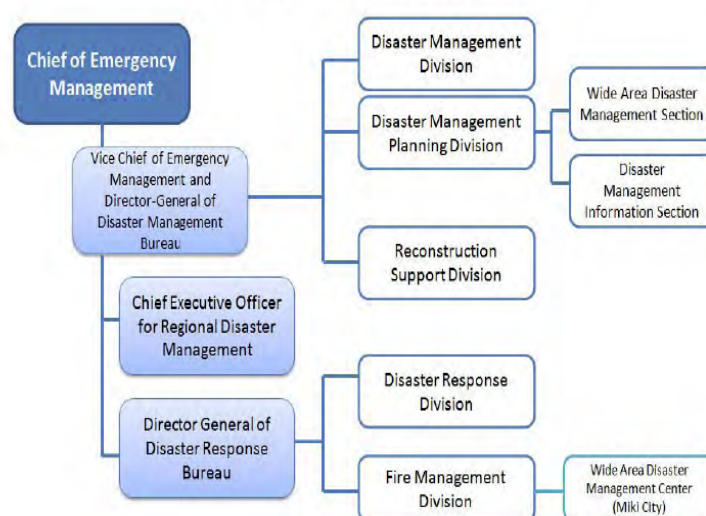 Chief of Emergency
Management
Vice Chief of Emergency
Management and
Director-General of
Disaster Management
Bureau
Chief Executive Officer
for Regional Disaster
Management
Director General of
Disaster Response
Bureau
Disaster Management
Division
Disaster Management
Planning Division
Reconstruction
Support Division
Disaster Response
Division
Fire Management
Division
Wide Area Disaster
Management Section
Disaster
Management
Information Section
Wide Area Disaster
Management Center
(Miki City)